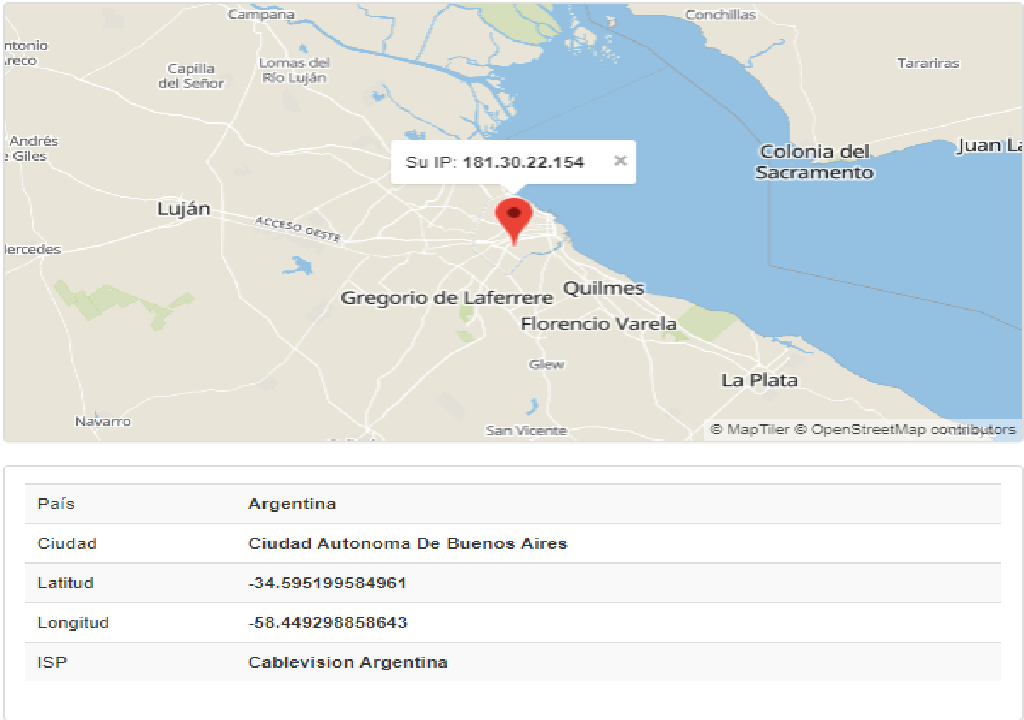 Campana
Conchillas
ntonio
reco
Capilla
del Señor
Lomas del
Río Luján
Tarariras
Andrés
Giles
Su IP: 181.30.22.154 ×
Colonia del
Sacramento
Juan La
Luján
ACCESO OESTE
ercedes
Gregorio de Laferrere
Quilmes
Florencio Varela
Glew
La Plata
Navarro
San Vicente
© MapTiler © OpenStreetMap contributors
País Argentina
Ciudad Ciudad Autonoma De Buenos Aires
Latitud -34.595199584961
Longitud -58.449298858643
ISP Cablevision Argentina